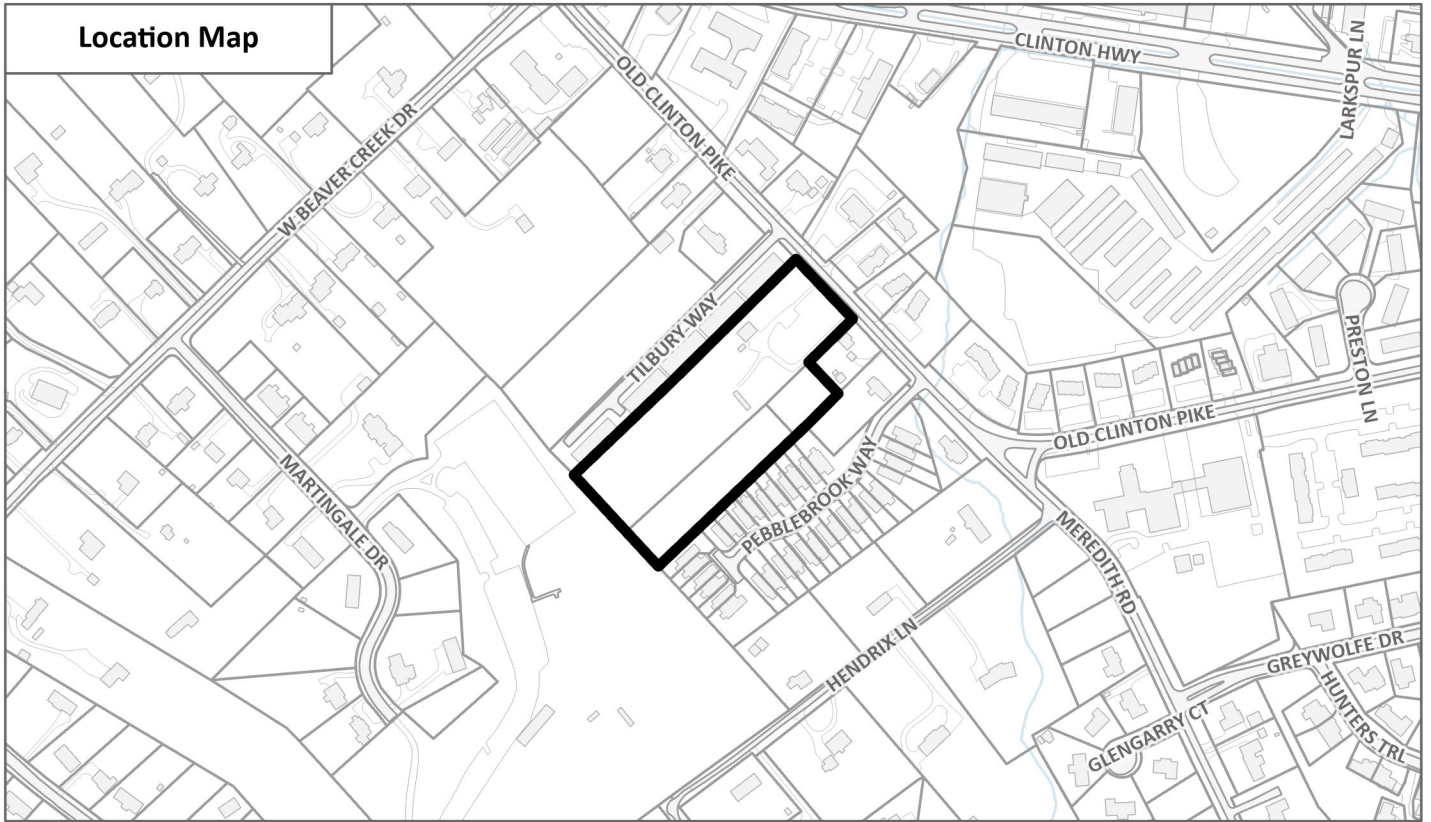 Location Map
CLINTON HWY
LARKSPUR LN
OLD CLINTON PIKE
W BEAVER CREEK DR
TILBURY WAY
PRESTON LN
OLD CLINTON PIKE
PEBBLEBROOK WAY
MARTINGALE DR
MEREDITH RD
HENDRIX LN
GREYWOLFE DR
HUNTERS TRL
GLENGARRY CT